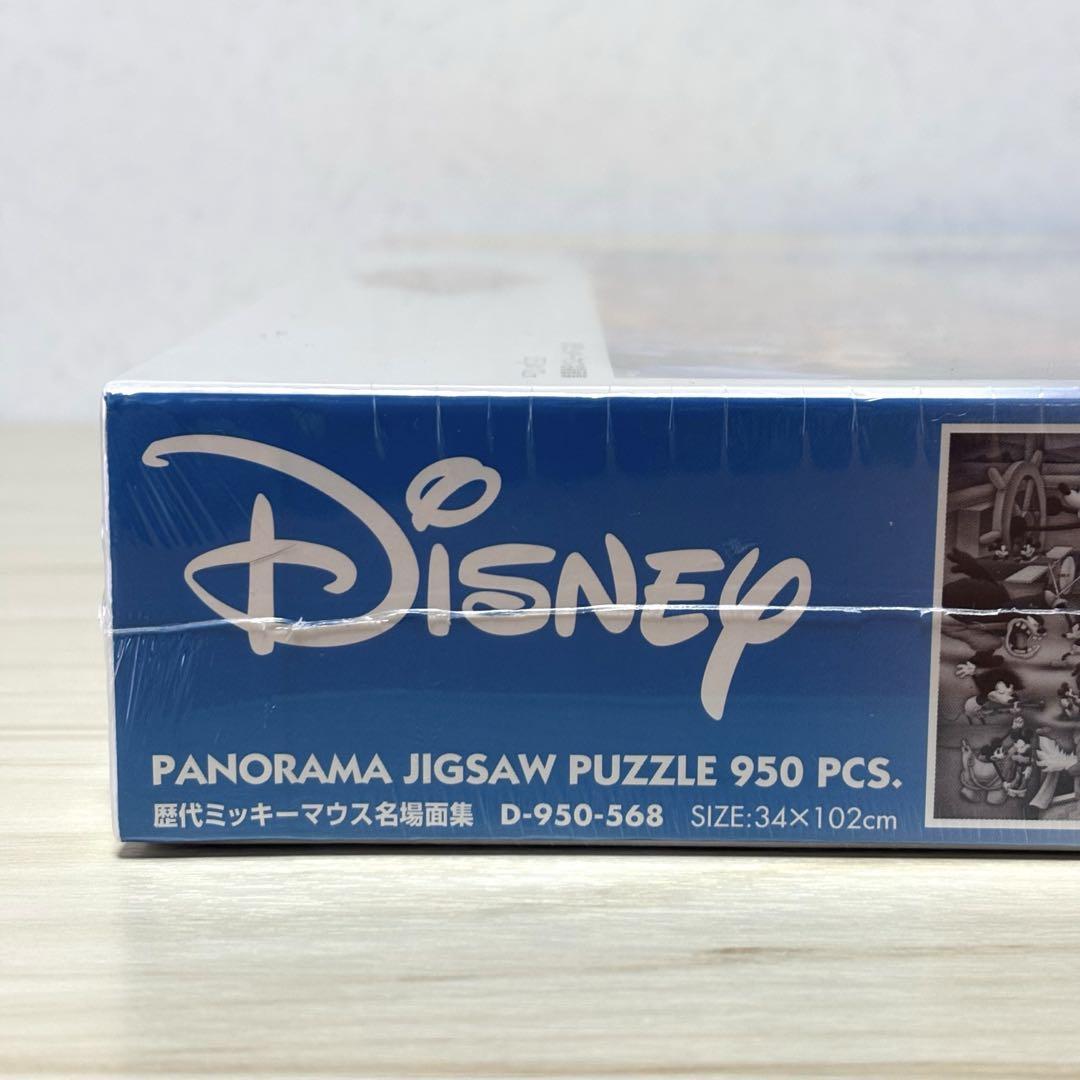 Disney
PANORAMA JIGSAW PUZZLE 950 PCS.
歴代ミッキーマウス名場面集 D-950-568 SIZE:34×102cm